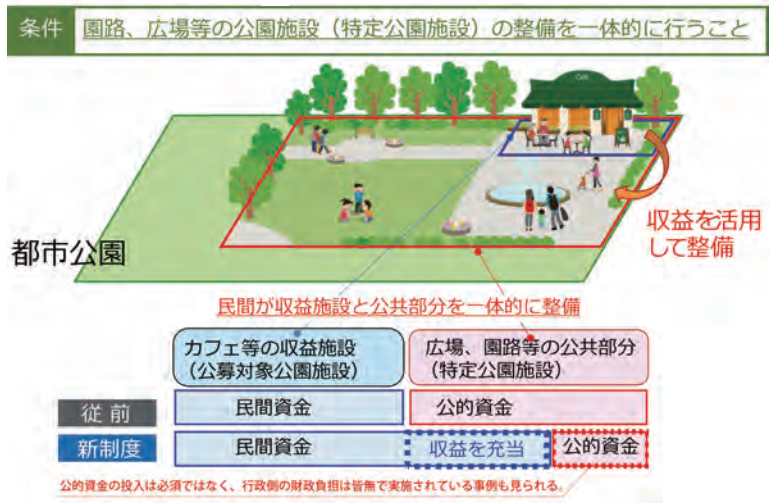 条件 園路、広場等の公園施設（特定公園施設）の整備を一体的に行うこと
Cafe
収益を活用
して整備
都市公園
民間が収益施設と公共部分を一体的に整備
カフェ等の収益施設
（公募対象公園施設）
広場、園路等の公共部分
（特定公園施設）
従前 民間資金 公的資金
新制度 民間資金 収益を充当 公的資金
公的資金の投入は必須ではなく、行政側の財政負担は皆無で実施されている事例も見られる。